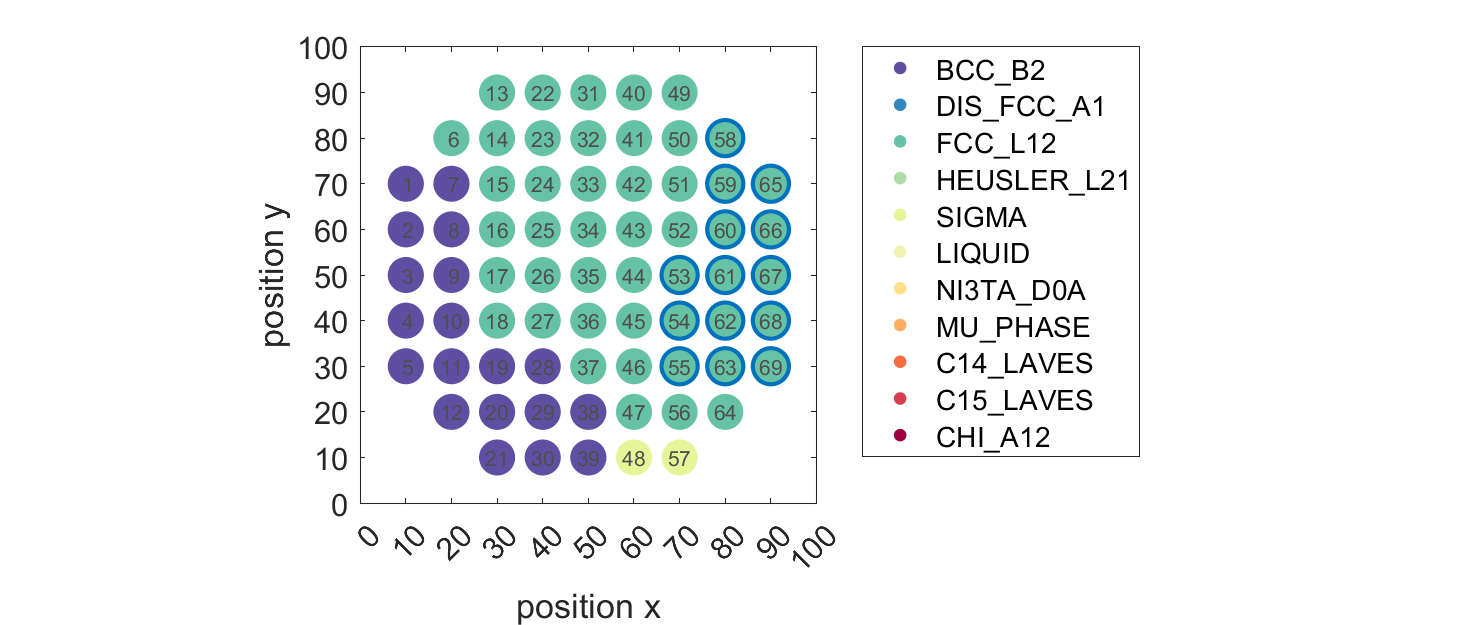 100
90
80
70
60
50
40
30
20
10
0
position y
13 22 31 40 49
6 14 23 32 41 50 58
1 7 15 24 33 42 51 59 65
2 8 16 25 34 43 52 60 66
3 9 17 26 35 44 53 61 67
4 10 18 27 36 45 54 62 68
5 11 19 28 37 46 55 63 69
12 20 29 38 47 56 64
21 30 39 48 57
0 10 20 30 40 50 60 70 80 90 100
position x
BCC_B2
DIS_FCC_A1
FCC_L12
HEUSLER_L21
SIGMA
LIQUID
NI3TA_D0A
MU_PHASE
C14_LAVES
C15_LAVES
CHI_A12